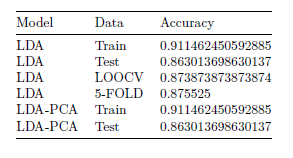 Model Data Accuracy
LDA Train 0.911462450592885
LDA Test 0.863013698630137
LDA LOOCV 0.873873873873874
LDA 5-FOLD 0.875525
LDA-PCA Train 0.911462450592885
LDA-PCA Test 0.863013698630137